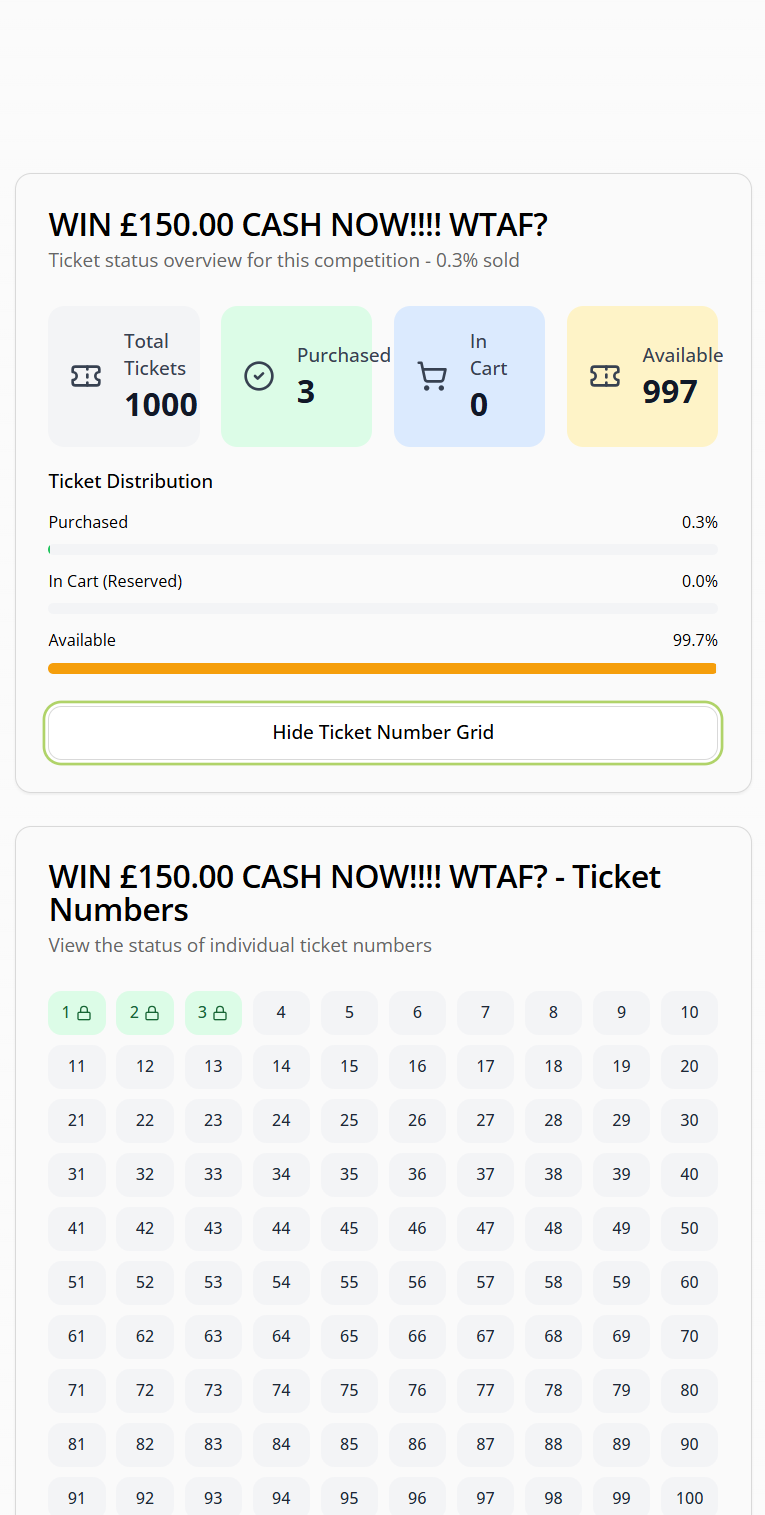 WIN £150.00 CASH NOW!!!! WTAF?
Ticket status overview for this competition - 0.3% sold
Total
Tickets
1000
Purchased
3
In
Cart
0
Available
997
Ticket Distribution
Purchased 0.3%
In Cart (Reserved) 0.0%
Available 99.7%
Hide Ticket Number Grid
WIN £150.00 CASH NOW!!!! WTAF? - Ticket
Numbers
View the status of individual ticket numbers
1 2 3 4 5 6 7 8 9 10
11 12 13 14 15 16 17 18 19 20
21 22 23 24 25 26 27 28 29 30
31 32 33 34 35 36 37 38 39 40
41 42 43 44 45 46 47 48 49 50
51 52 53 54 55 56 57 58 59 60
61 62 63 64 65 66 67 68 69 70
71 72 73 74 75 76 77 78 79 80
81 82 83 84 85 86 87 88 89 90
91 92 93 94 95 96 97 98 99 100